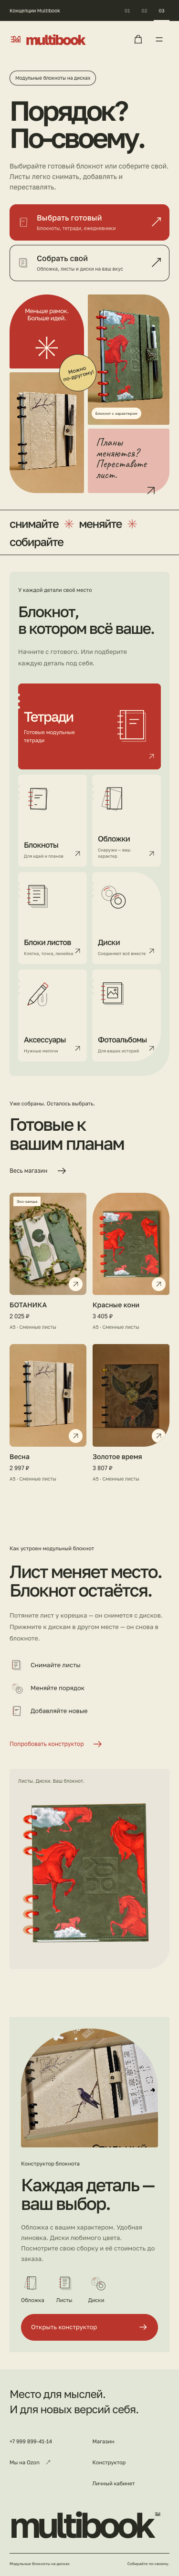 Концепции Multibook
01 02 03
multibook
Модульные блокноты на дисках
Порядок?
По-своему.
Выбирайте готовый блокнот или соберите свой.
Листы легко снимать, добавлять и
переставлять.
Выбрать готовый
Блокноты, тетради, ежедневники
Собрать свой
Обложка, листы и диски на ваш вкус
Меньше рамок.
Больше идей.
Можно
по-другому!
Блокнот с характером
Планы
меняются?
Переставьте
лист.
снимайте меняйте
собирайте
У каждой детали своё место
Блокнот,
в котором всё ваше.
Начните с готового. Или подберите
каждую деталь под себя.
Тетради
Готовые модульные
тетради
Блокноты
Для идей и планов
Обложки
Снаружи — ваш
характер
Блоки листов
Клетка, точка, линейка
Диски
Соединяют всё вместе
Аксессуары
Нужные мелочи
Фотоальбомы
Для ваших историй
Уже собраны. Осталось выбрать.
Готовые к
вашим планам
Весь магазин
БОТАНИКА
2 025 ₽
А5 · Сменные листы
Красные кони
3 405 ₽
А5 · Сменные листы
Весна
2 997 ₽
А5 · Сменные листы
Золотое время
3 807 ₽
А5 · Сменные листы
Как устроен модульный блокнот
Лист меняет место.
Блокнот остаётся.
Потяните лист у корешка — он снимется с дисков.
Прижмите к дискам в другом месте — он снова в
блокноте.
Снимайте листы
Меняйте порядок
Добавляйте новые
Попробовать конструктор
Листы. Диски. Ваш блокнот.
Конструктор блокнота
Каждая деталь —
ваш выбор.
Обложка с вашим характером. Удобная
линовка. Диски любимого цвета.
Посмотрите свою сборку и её стоимость до
заказа.
Обложка
Листы
Диски
Открыть конструктор
Место для мыслей.
И для новых версий себя.
+7 999 899-41-14
Магазин
Мы на Ozon
Конструктор
Личный кабинет
multibook
Модульные блокноты на дисках
Собирайте по-своему.